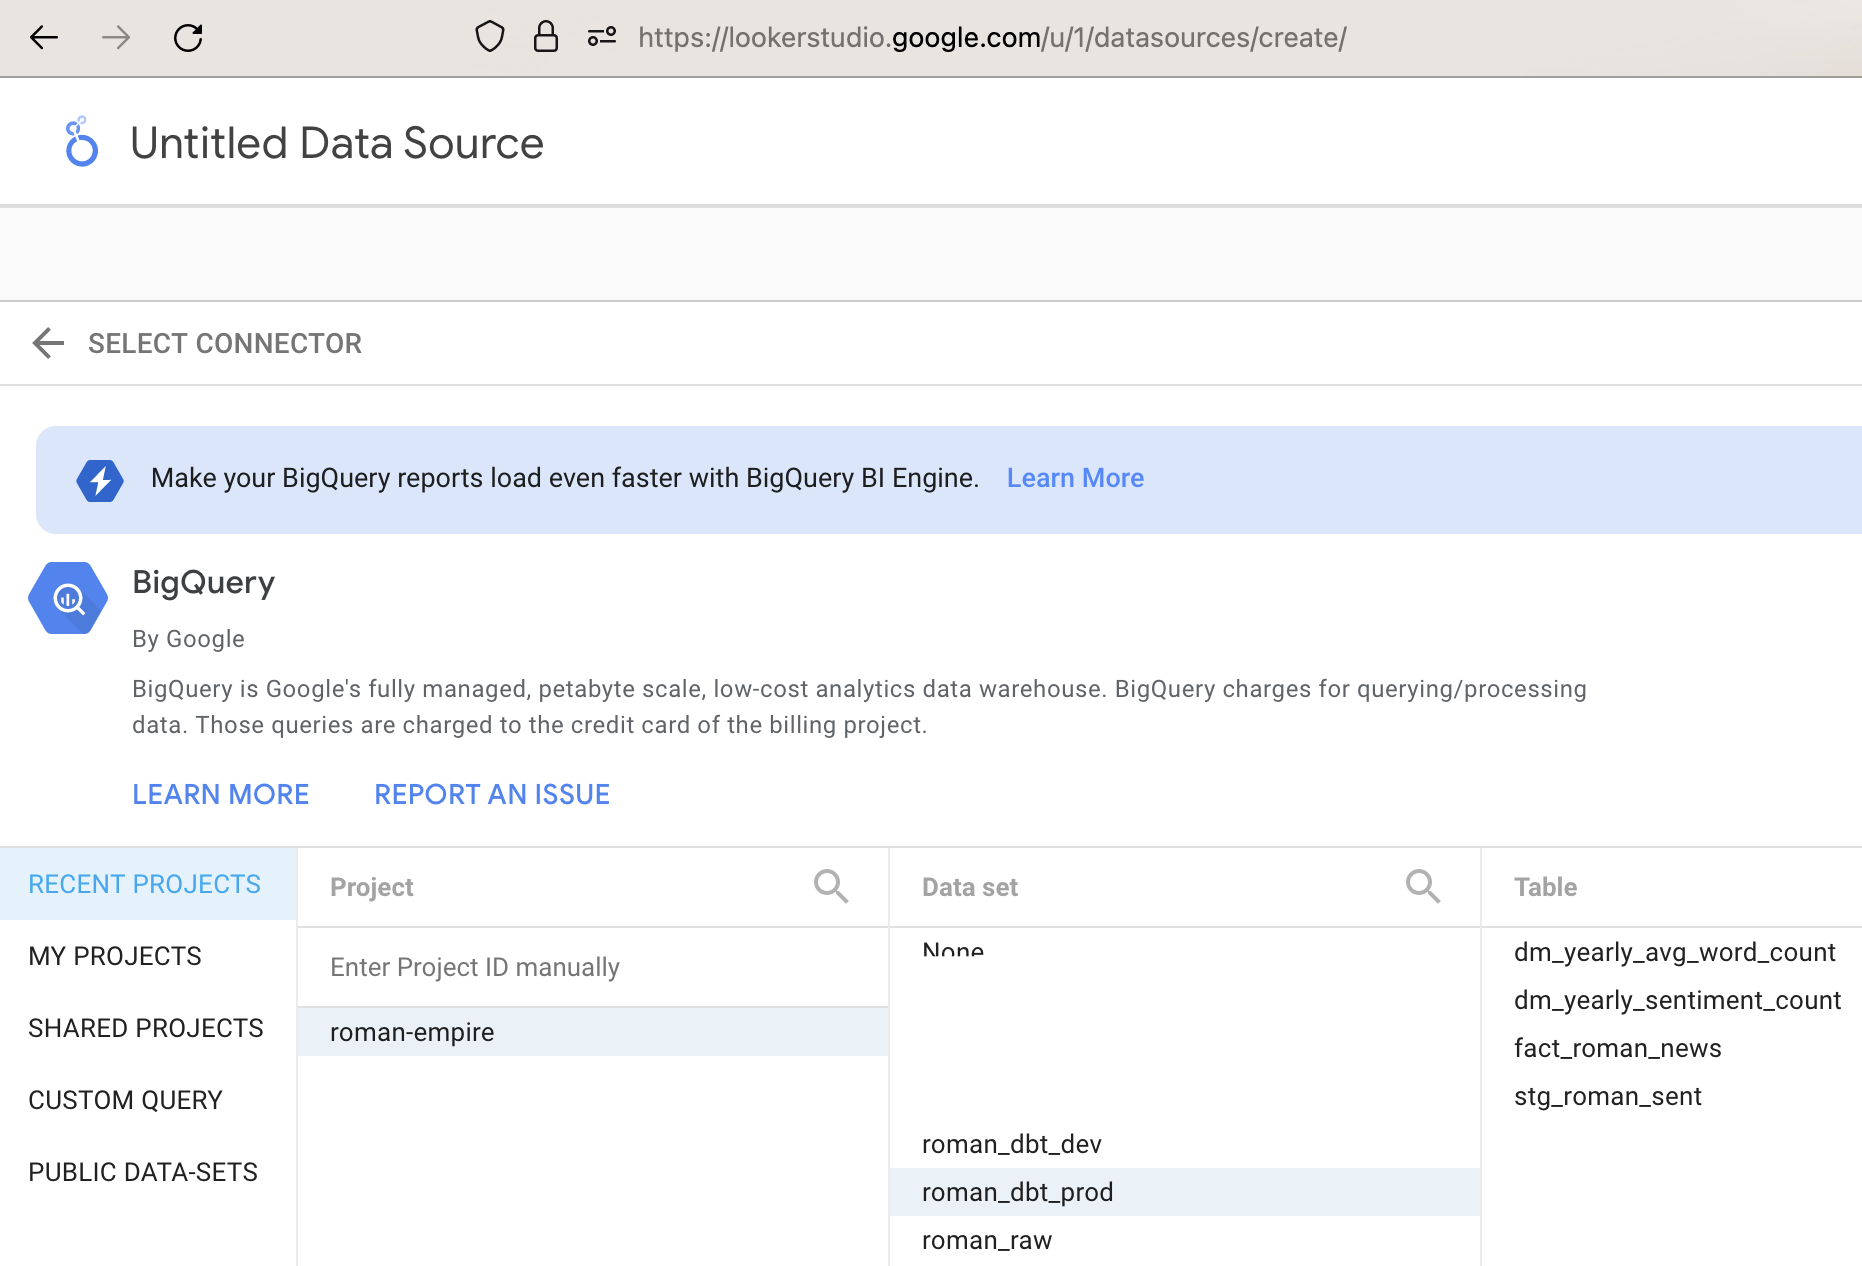 https://lookerstudio.google.com/u/1/datasources/create/
Untitled Data Source
SELECT CONNECTOR
Make your BigQuery reports load even faster with BigQuery BI Engine. Learn More
BigQuery
By Google
BigQuery is Google's fully managed, petabyte scale, low-cost analytics data warehouse. BigQuery charges for querying/processing
data. Those queries are charged to the credit card of the billing project.
LEARN MORE REPORT AN ISSUE
RECENT PROJECTS
MY PROJECTS
SHARED PROJECTS
CUSTOM QUERY
PUBLIC DATA-SETS
Project
Enter Project ID manually
roman-empire
Data set
None
roman_dbt_dev
roman_dbt_prod
roman_raw
Table
dm_yearly_avg_word_count
dm_yearly_sentiment_count
fact_roman_news
stg_roman_sent